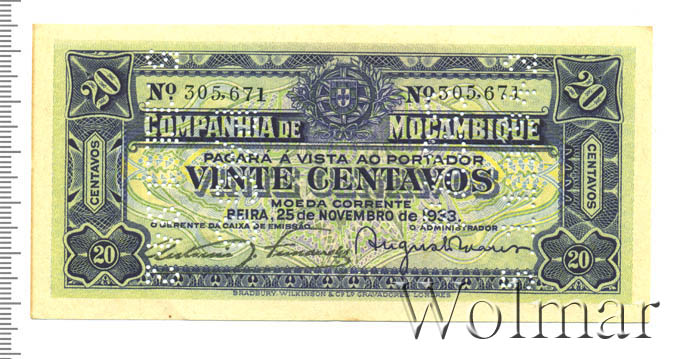 20 20
Nº 305,671 Nº 305,671
COMPANHIA DE MOÇAMBIQUE
PAGARÁ Á VISTA AO PORTADOR
VINTE CENTAVOS
MOEDA CORRENTE
BEIRA, 25 de NOVEMBRO de 1933.
O GERENTE DA CAIXA DE EMISSÃO O ADMINISTRADOR
CENTAVOS CENTAVOS
20 20
BRADBURY, WILKINSON & Cº Lº GRAVADORES LONDRES
Wolmar